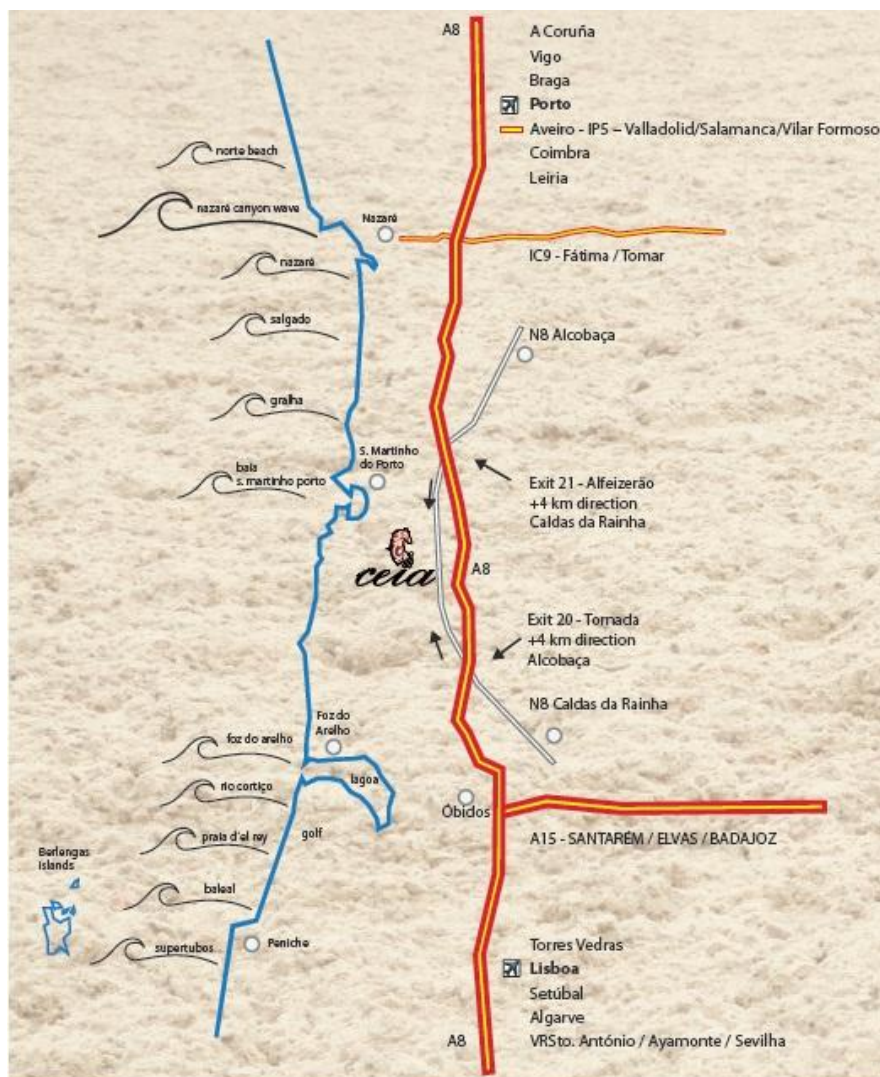 A8
A Coruña
Vigo
Braga
Porto
Aveiro - IP5 – Valladolid/Salamanca/Vilar Formoso
Coimbra
Leiria
norte beach
nazaré canyon wave
Nazaré
IC9 - Fátima / Tomar
nazaré
salgado
N8 Alcobaça
gralha
S. Martinho
do Porto
baia
s. martinho porto
Exit 21 - Alfeizerão
+4 km direction
Caldas da Rainha
ceia
A8
Exit 20 - Tornada
+4 km direction
Alcobaça
N8 Caldas da Rainha
Foz do
Arelho
foz do arelho
lagoa
rio cortiço
Óbidos
golf
praia d'el rey
A15 - SANTARÉM / ELVAS / BADAJOZ
Berlengas
islands
baleal
Peniche
supertubos
Torres Vedras
Lisboa
Setúbal
Algarve
A8
VRSto. António / Ayamonte / Sevilha